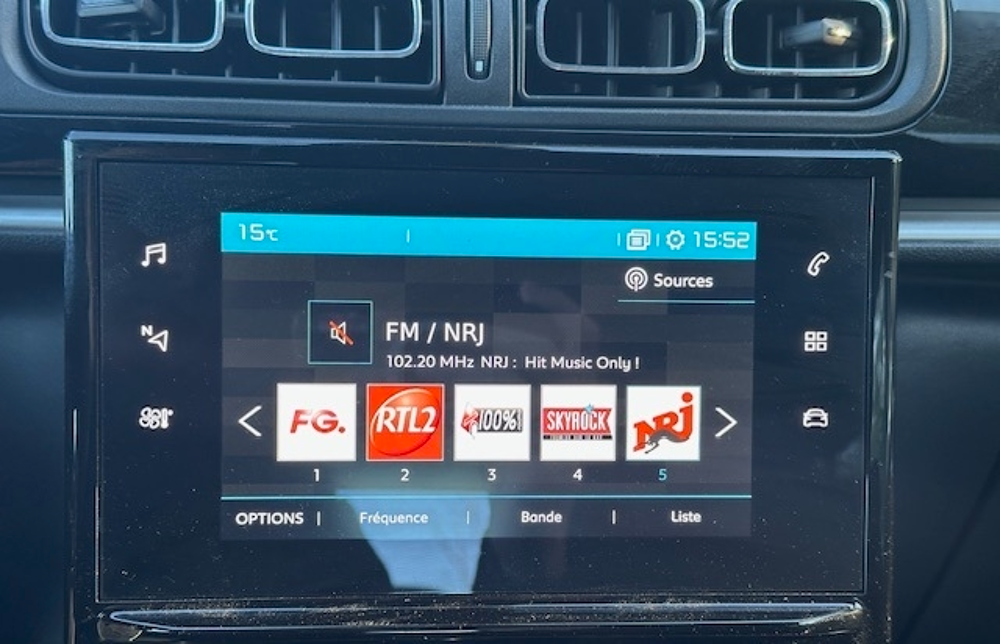 15℃
15:52
Sources
FM / NRJ
102.20 MHz NRJ : Hit Music Only !
N
FG. RTL2 100%! SKYROCK NRJ
1 2 3 4 5
OPTIONS | Fréquence | Bande | Liste